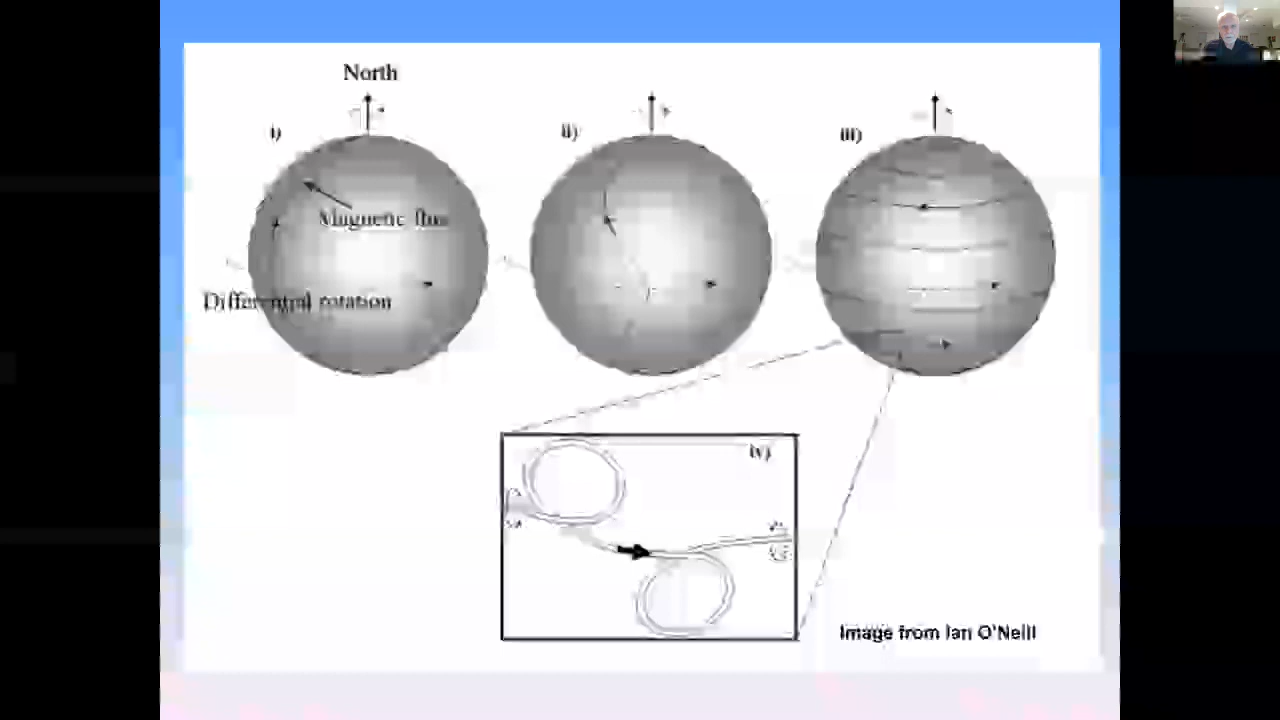 North
i)
ii)
iii)
Magnetic flux
Differential rotation
iv)
Image from Ian O'Neill